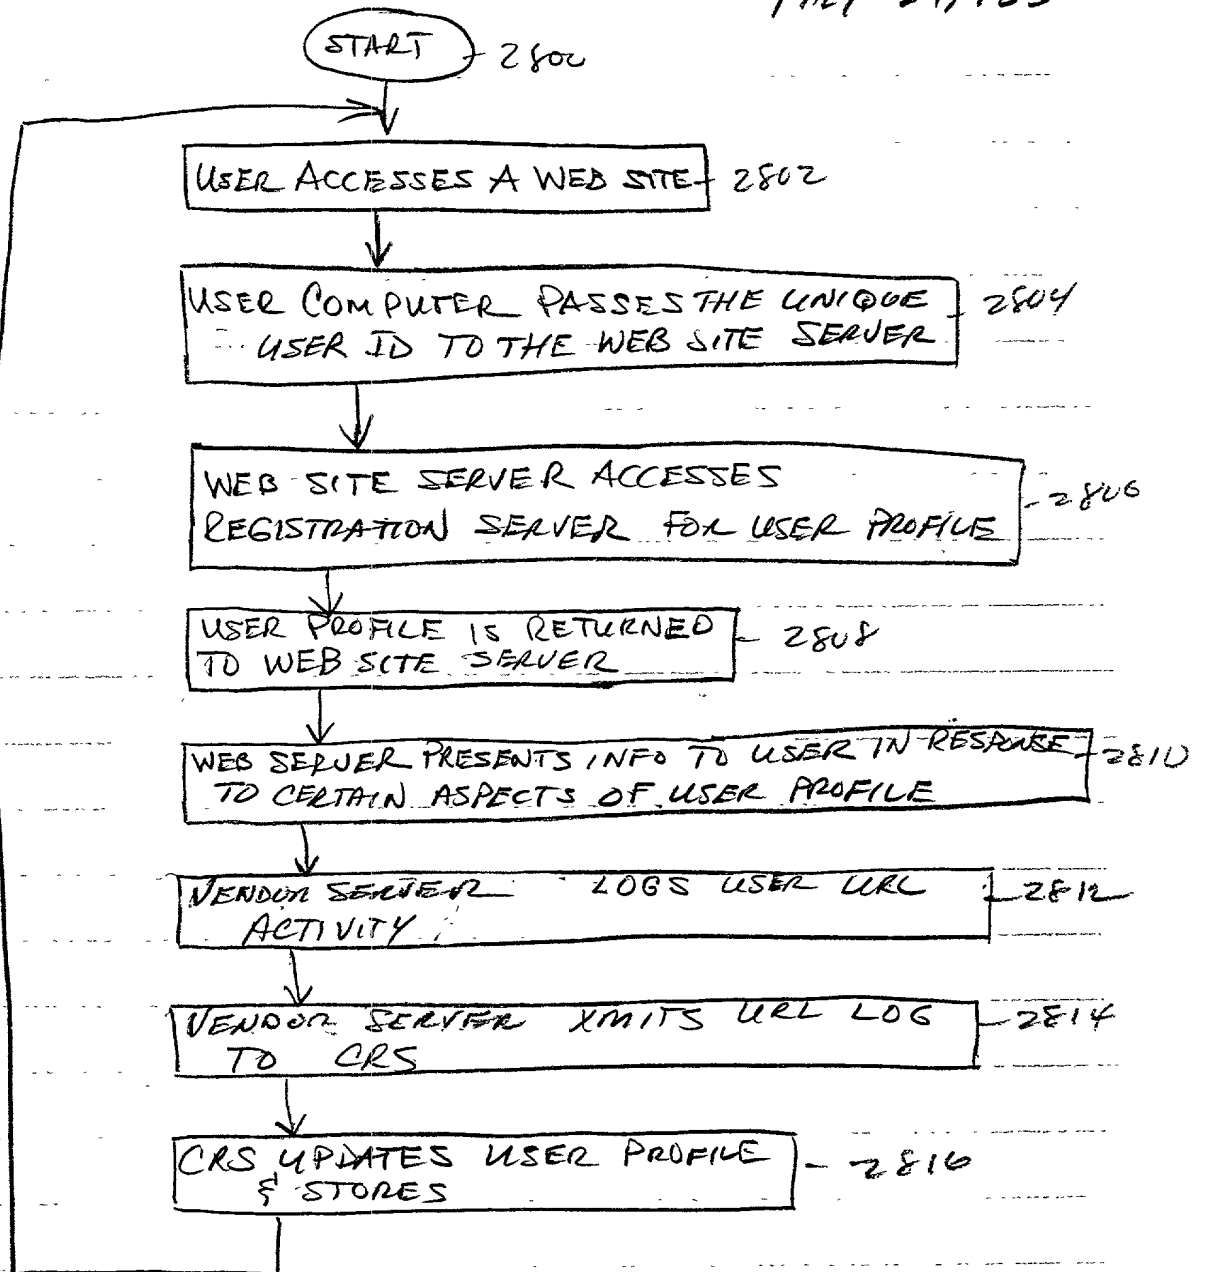 START 2800
USER ACCESSES A WEB SITE 2802
USER COMPUTER PASSES THE UNIQUE 2804
USER ID TO THE WEB SITE SERVER
WEB SITE SERVER ACCESSES
REGISTRATION SERVER FOR USER PROFILE 2806
USER PROFILE IS RETURNED 2808
TO WEB SITE SERVER
WEB SERVER PRESENTS INFO TO USER IN RESPONSE 2810
TO CERTAIN ASPECTS OF USER PROFILE
VENDOR SERVER LOGS USER URL 2812
ACTIVITY
VENDOR SERVER XMITS URL LOG 2814
TO CRS
CRS UPDATES USER PROFILE 2816
& STORES